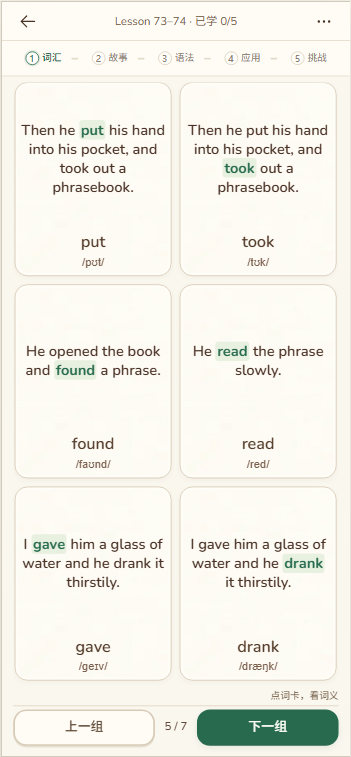 Lesson 73–74 · 已学 0/5
1 词汇 – 2 故事 – 3 语法 – 4 应用 – 5 挑战
Then he put his hand
into his pocket, and
took out a
phrasebook.
put
/pʊt/
Then he put his hand
into his pocket, and
took out a
phrasebook.
took
/tʊk/
He opened the book
and found a phrase.
found
/faʊnd/
He read the phrase
slowly.
read
/red/
I gave him a glass of
water and he drank it
thirstily.
gave
/ɡeɪv/
I gave him a glass of
water and he drank
it thirstily.
drank
/dræŋk/
点词卡，看词义
上一组
5 / 7
下一组